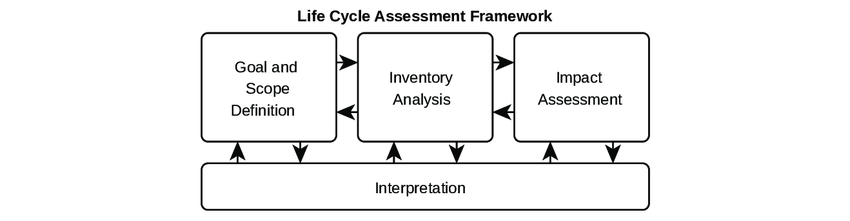 Life Cycle Assessment Framework
Goal and
Scope
Definition
Inventory
Analysis
Impact
Assessment
Interpretation